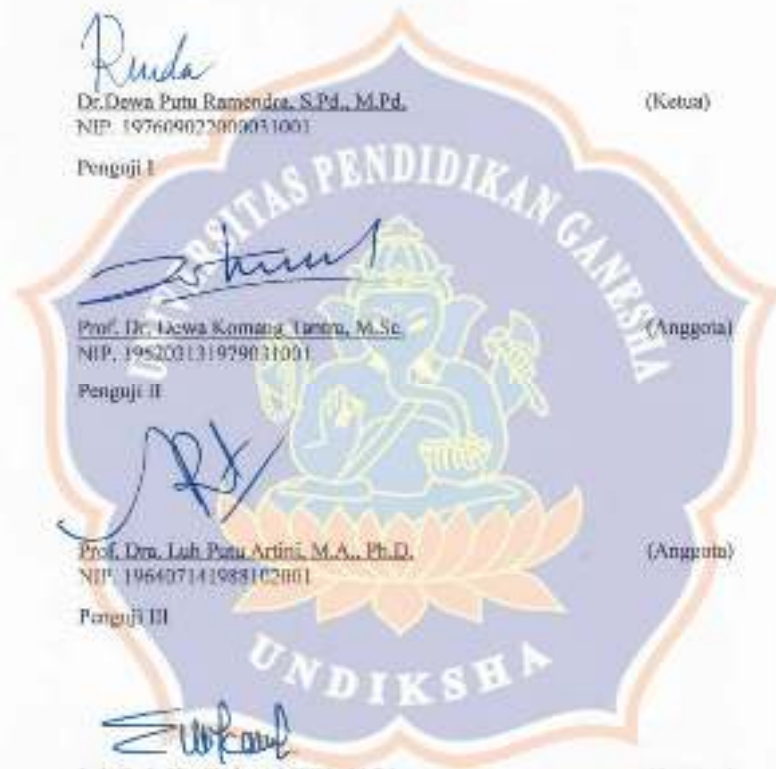 Dr.Dewa Putu Ramendra, S.Pd., M.Pd. (Ketua)
NIP. 197609022000031001
Penguji I
UNIVERSITAS PENDIDIKAN GANESHA
Prof. Dr. Dewa Komang Tantra, M.Sc. (Anggota)
NIP. 195203131979031001
Penguji II
Prof. Dra. Luh Putu Artini, M.A., Ph.D. (Anggota)
NIP. 196407141988102001
Penguji III
UNDIKSHA